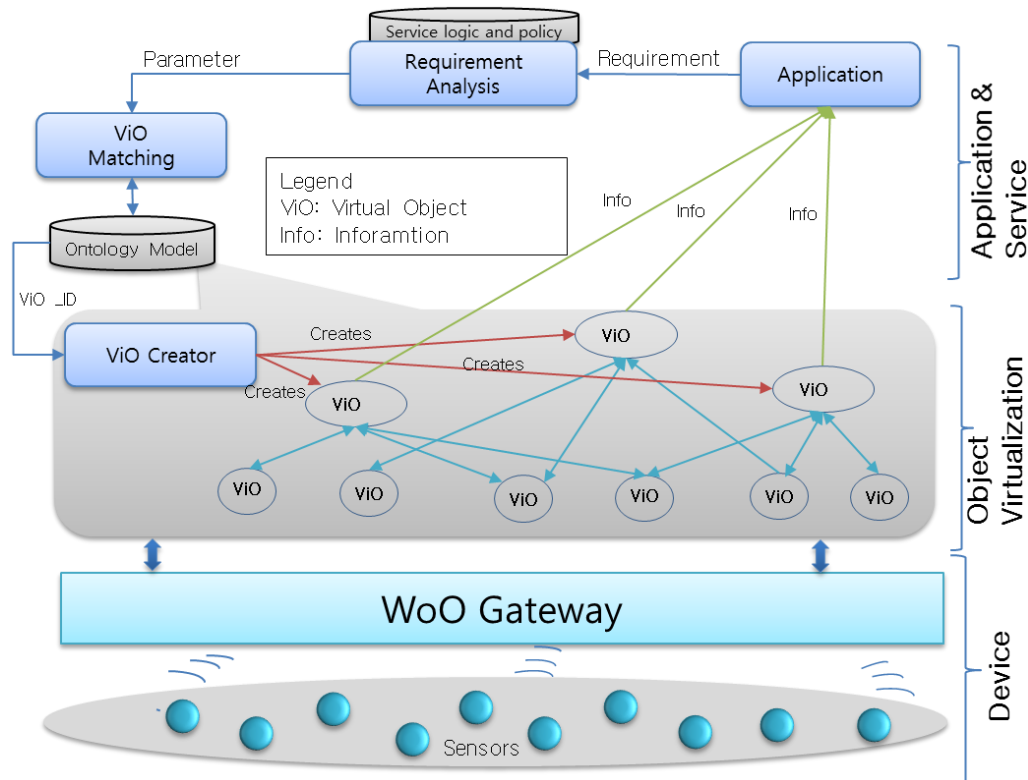 Service logic and policy
Parameter
Requirement
Analysis
Requirement
Application
ViO
Matching
Legend
ViO: Virtual Object
Info: Inforamtion
Info
Info
Info
Application &
Service
Ontology Model
ViO _ID
ViO Creator
Creates
Creates
Creates
ViO
ViO
ViO
ViO
ViO
ViO
ViO
ViO
ViO
Object
Virtualization
WoO Gateway
Sensors
Device